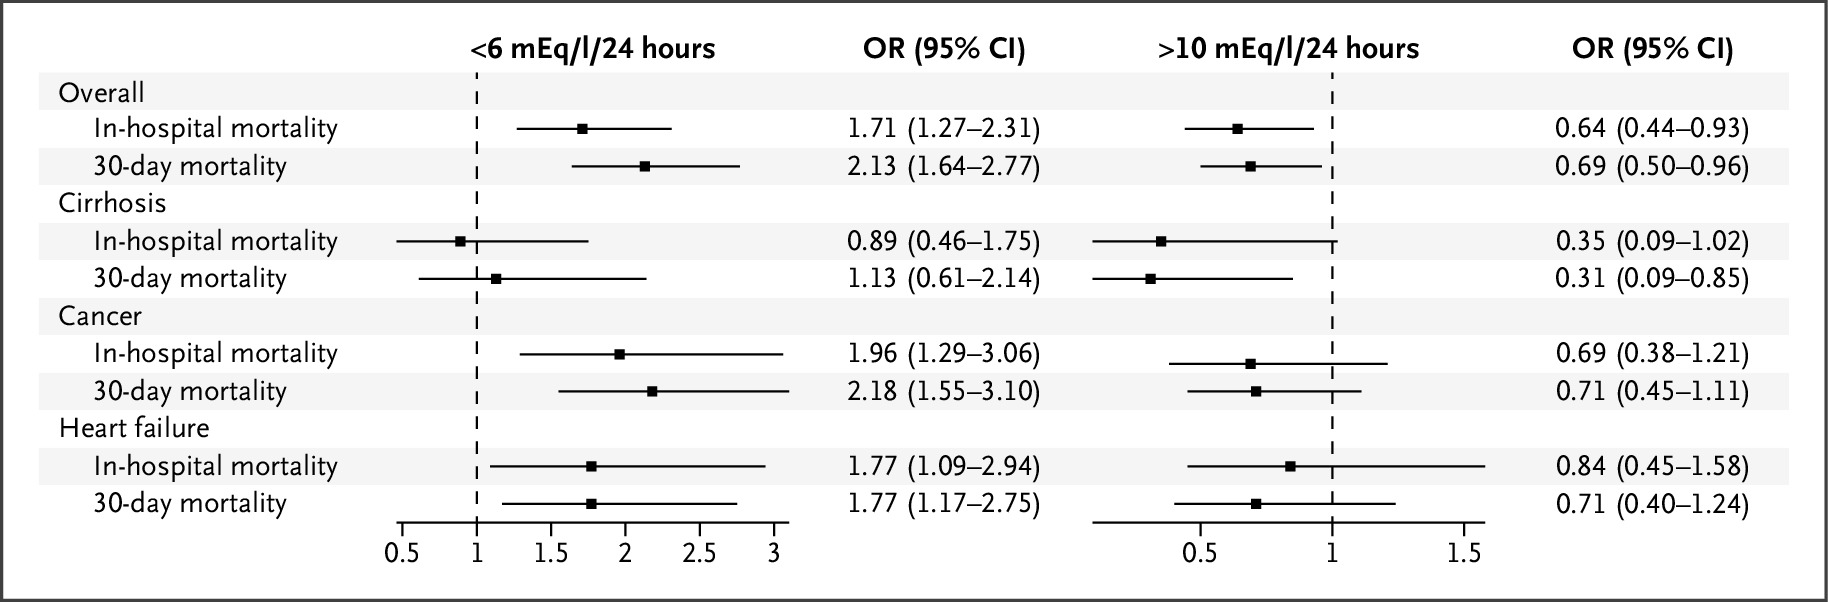 <6 mEq/l/24 hours OR (95% CI) >10 mEq/l/24 hours OR (95% CI)
Overall
In-hospital mortality 1.71 (1.27–2.31) 0.64 (0.44–0.93)
30-day mortality 2.13 (1.64–2.77) 0.69 (0.50–0.96)
Cirrhosis
In-hospital mortality 0.89 (0.46–1.75) 0.35 (0.09–1.02)
30-day mortality 1.13 (0.61–2.14) 0.31 (0.09–0.85)
Cancer
In-hospital mortality 1.96 (1.29–3.06) 0.69 (0.38–1.21)
30-day mortality 2.18 (1.55–3.10) 0.71 (0.45–1.11)
Heart failure
In-hospital mortality 1.77 (1.09–2.94) 0.84 (0.45–1.58)
30-day mortality 1.77 (1.17–2.75) 0.71 (0.40–1.24)
0.5 1 1.5 2 2.5 3 0.5 1 1.5